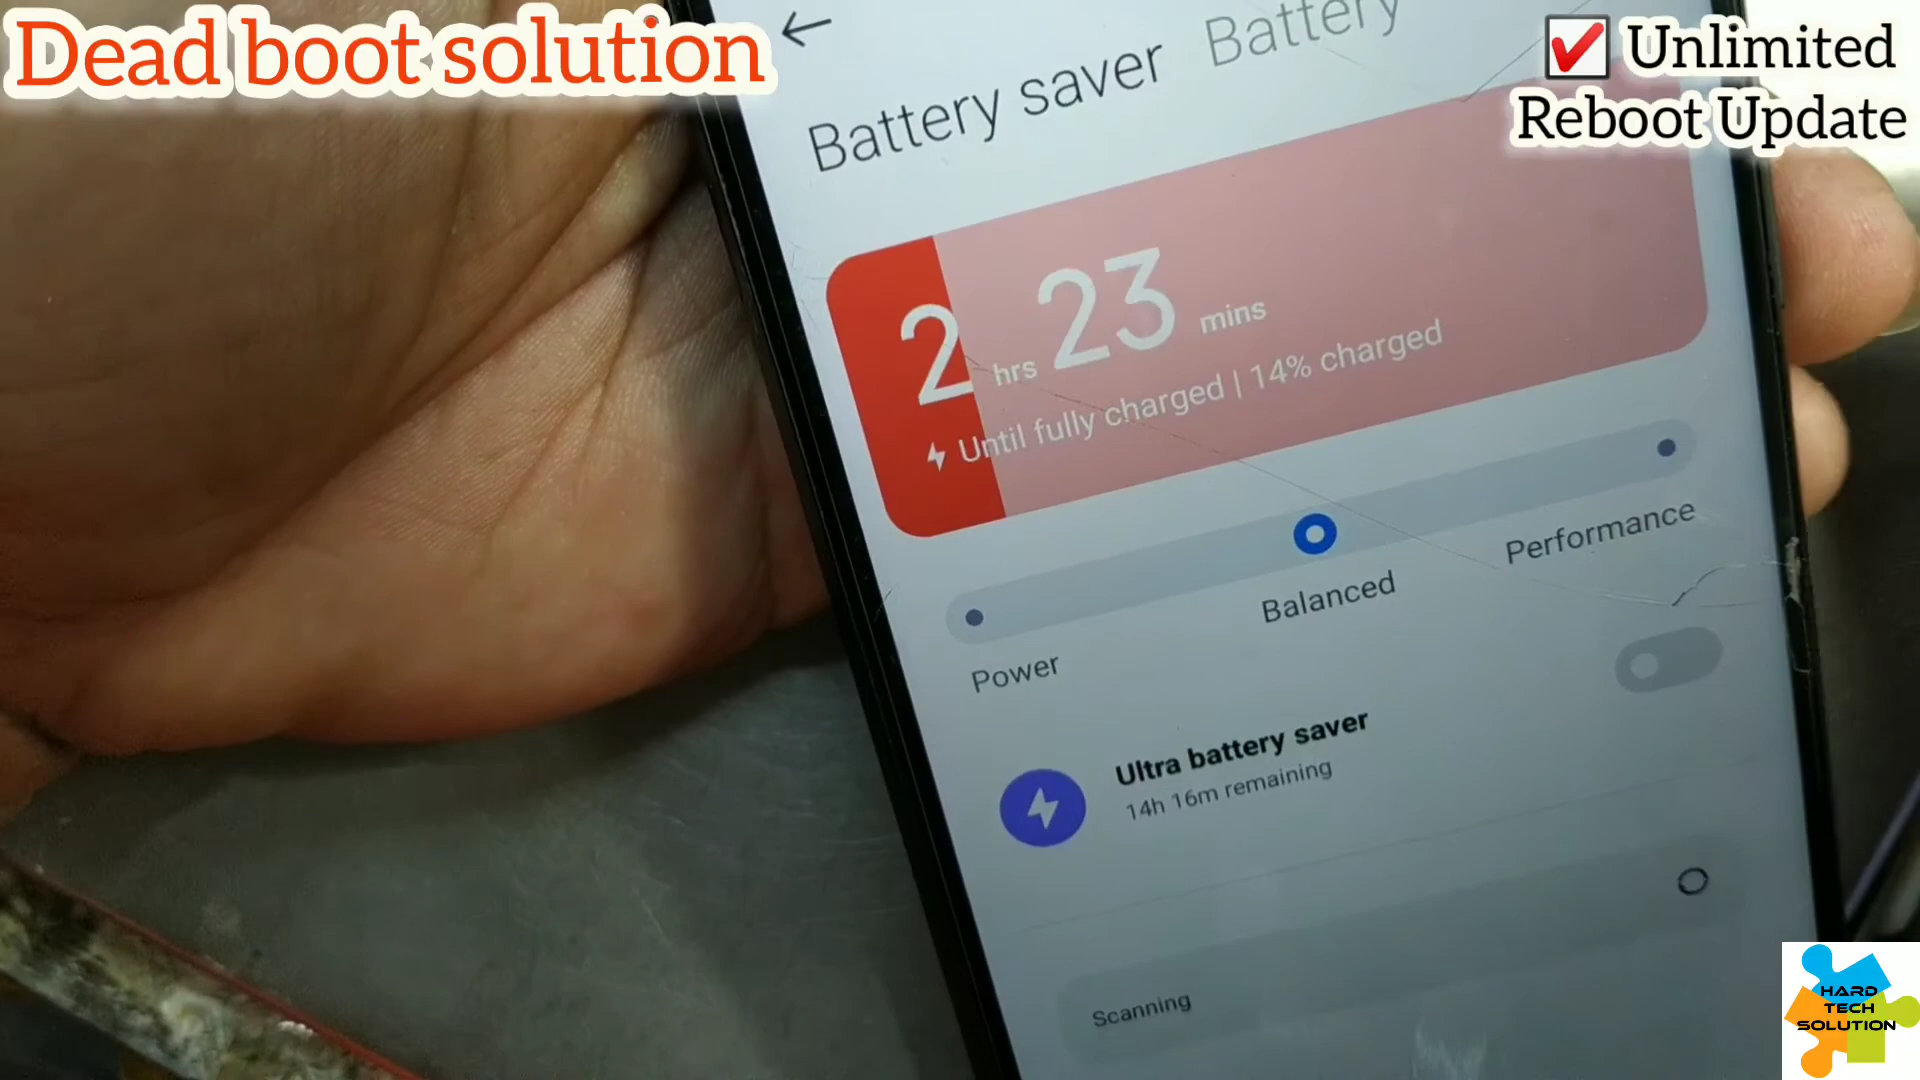 Dead boot solution
Unlimited
Reboot Update
Battery saver Battery
2 hrs 23 mins
Until fully charged | 14% charged
Performance
Balanced
Power
Ultra battery saver
14h 16m remaining
Scanning
HARD
TECH
SOLUTION